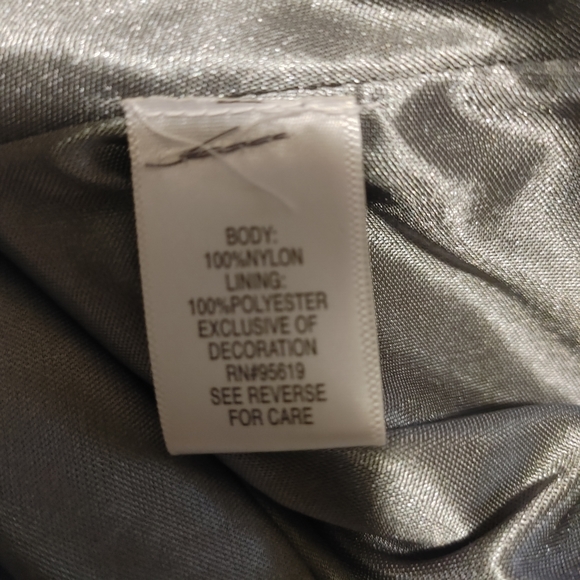 BODY:
100%NYLON
LINING:
100%POLYESTER
EXCLUSIVE OF
DECORATION
RN#95619
SEE REVERSE
FOR CARE